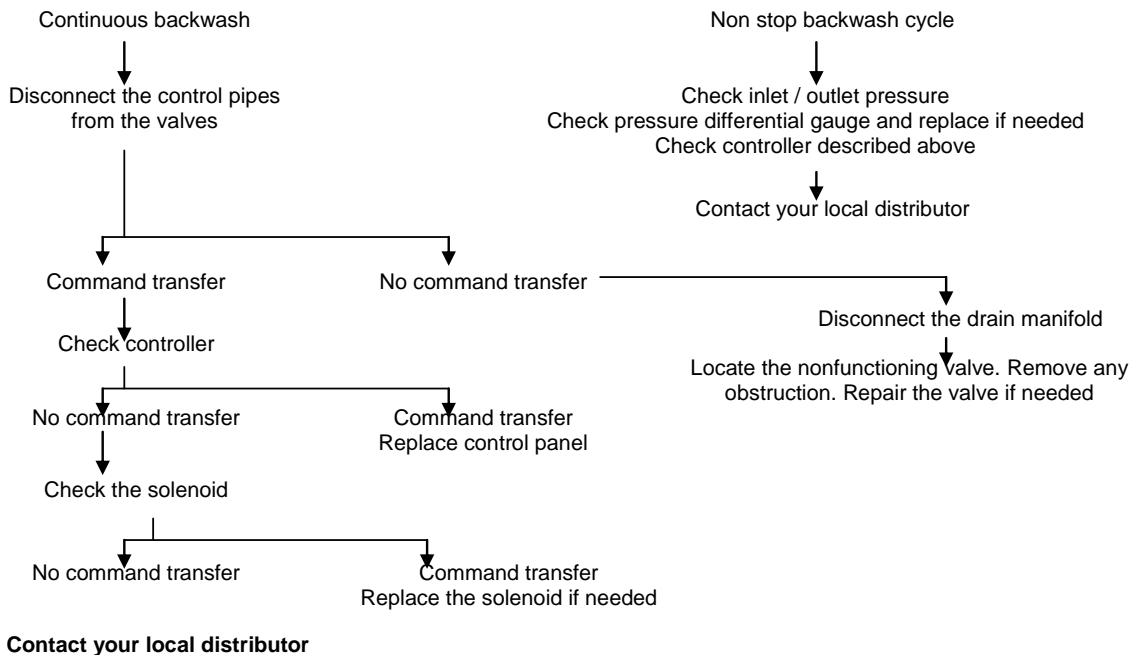 Continuous backwash
Non stop backwash cycle
Disconnect the control pipes
from the valves
Check inlet / outlet pressure
Check pressure differential gauge and replace if needed
Check controller described above
Contact your local distributor
Command transfer
No command transfer
Disconnect the drain manifold
Check controller
Locate the nonfunctioning valve. Remove any
obstruction. Repair the valve if needed
No command transfer
Command transfer
Replace control panel
Check the solenoid
No command transfer
Command transfer
Replace the solenoid if needed
Contact your local distributor